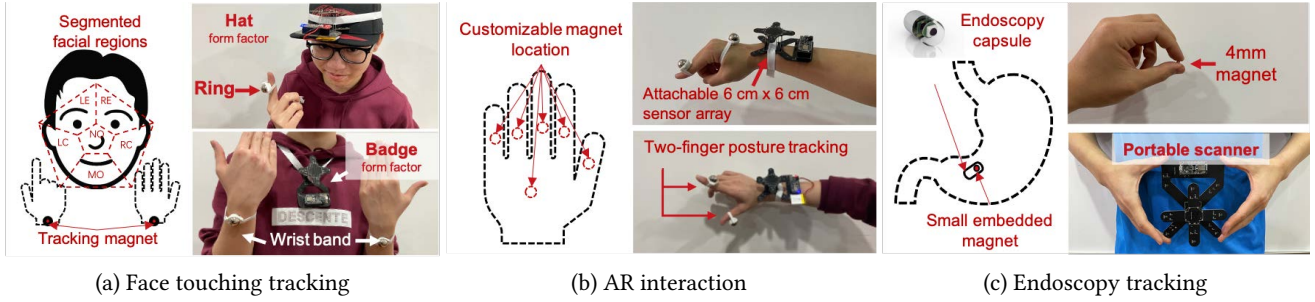 Segmented
facial regions
LE RE
NO
LC RC
MO
Tracking magnet
Hat
form factor
Ring
Badge
form factor
DESCENTE
Wrist band
(a) Face touching tracking
Customizable magnet
location
Attachable 6 cm x 6 cm
sensor array
Two-finger posture tracking
(b) AR interaction
Endoscopy
capsule
Small embedded
magnet
4mm
magnet
Portable scanner
(c) Endoscopy tracking